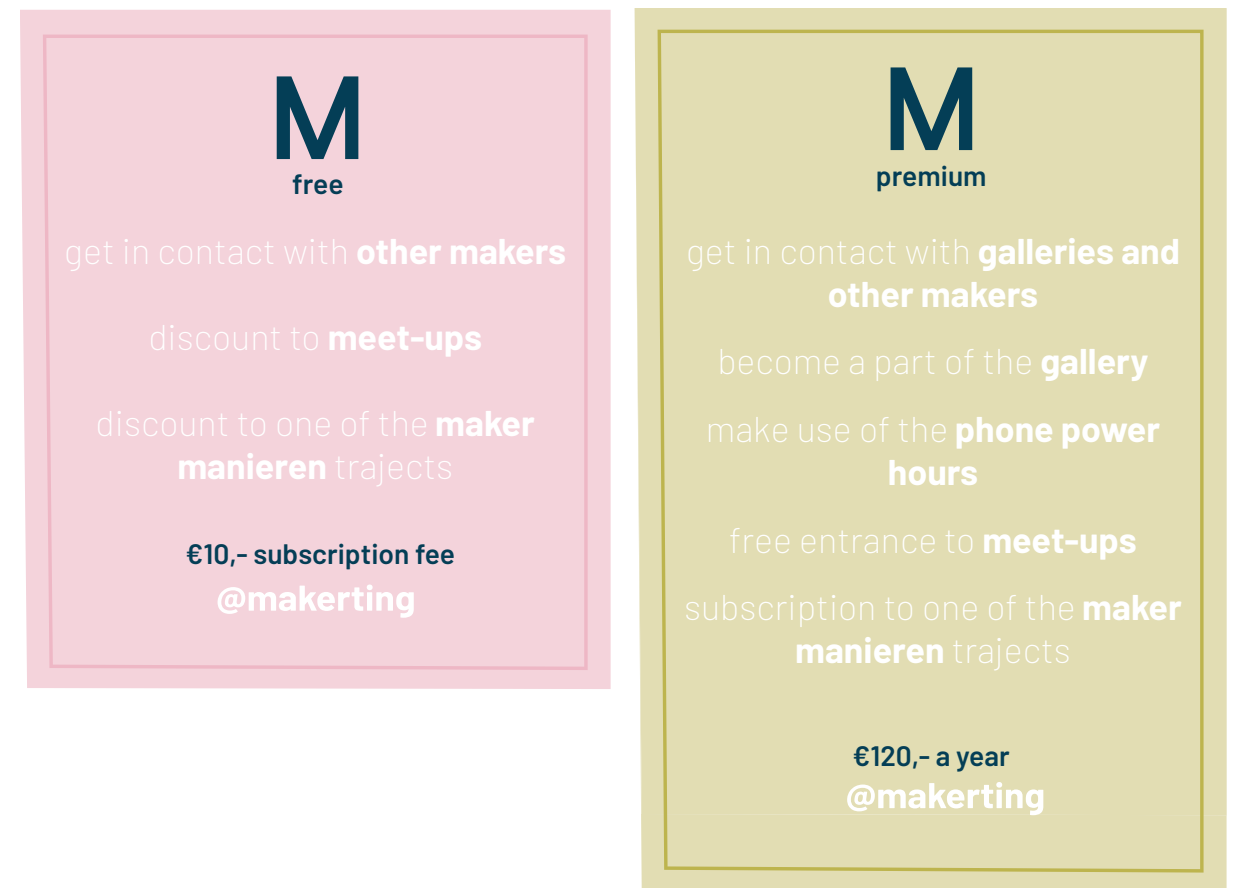 M
free
get in contact with other makers
discount to meet-ups
discount to one of the maker
manieren trajects
€10,- subscription fee
@makerting
M
premium
get in contact with galleries and
other makers
become a part of the gallery
make use of the phone power
hours
free entrance to meet-ups
subscription to one of the maker
manieren trajects
€120,- a year
@makerting